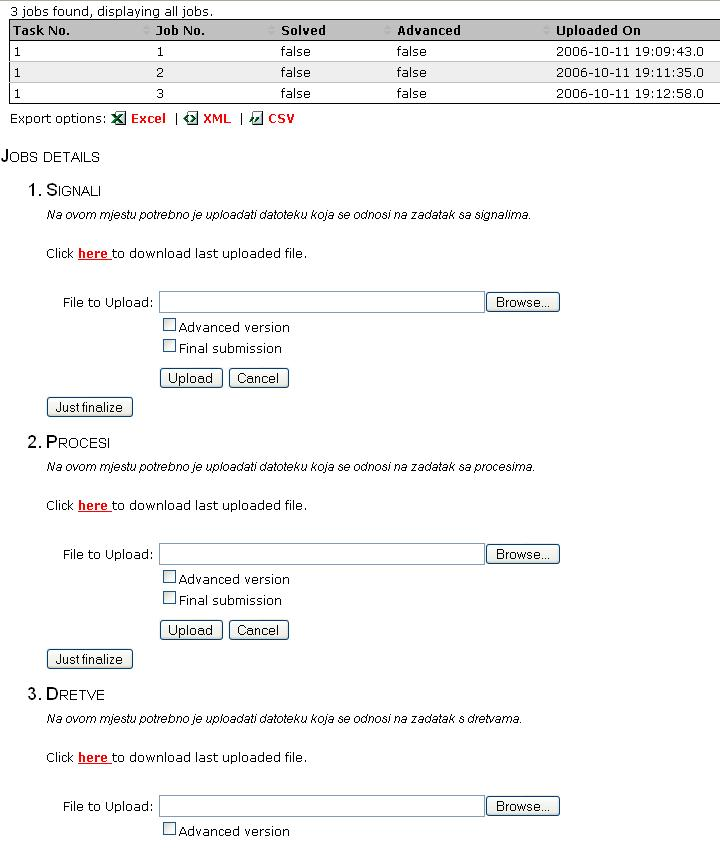 3 jobs found, displaying all jobs.
Task No. Job No. Solved Advanced Uploaded On
1 1 false false 2006-10-11 19:09:43.0
1 2 false false 2006-10-11 19:11:35.0
1 3 false false 2006-10-11 19:12:58.0
Export options: Excel | XML | CSV
JOBS DETAILS
1. SIGNALI
Na ovom mjestu potrebno je uploadati datoteku koja se odnosi na zadatak sa signalima.
Click here to download last uploaded file.
File to Upload: Browse...
Advanced version
Final submission
Upload Cancel
Just finalize
2. PROCESI
Na ovom mjestu potrebno je uploadati datoteku koja se odnosi na zadatak sa procesima.
Click here to download last uploaded file.
File to Upload: Browse...
Advanced version
Final submission
Upload Cancel
Just finalize
3. DRETVE
Na ovom mjestu potrebno je uploadati datoteku koja se odnosi na zadatak s dretvama.
Click here to download last uploaded file.
File to Upload: Browse...
Advanced version